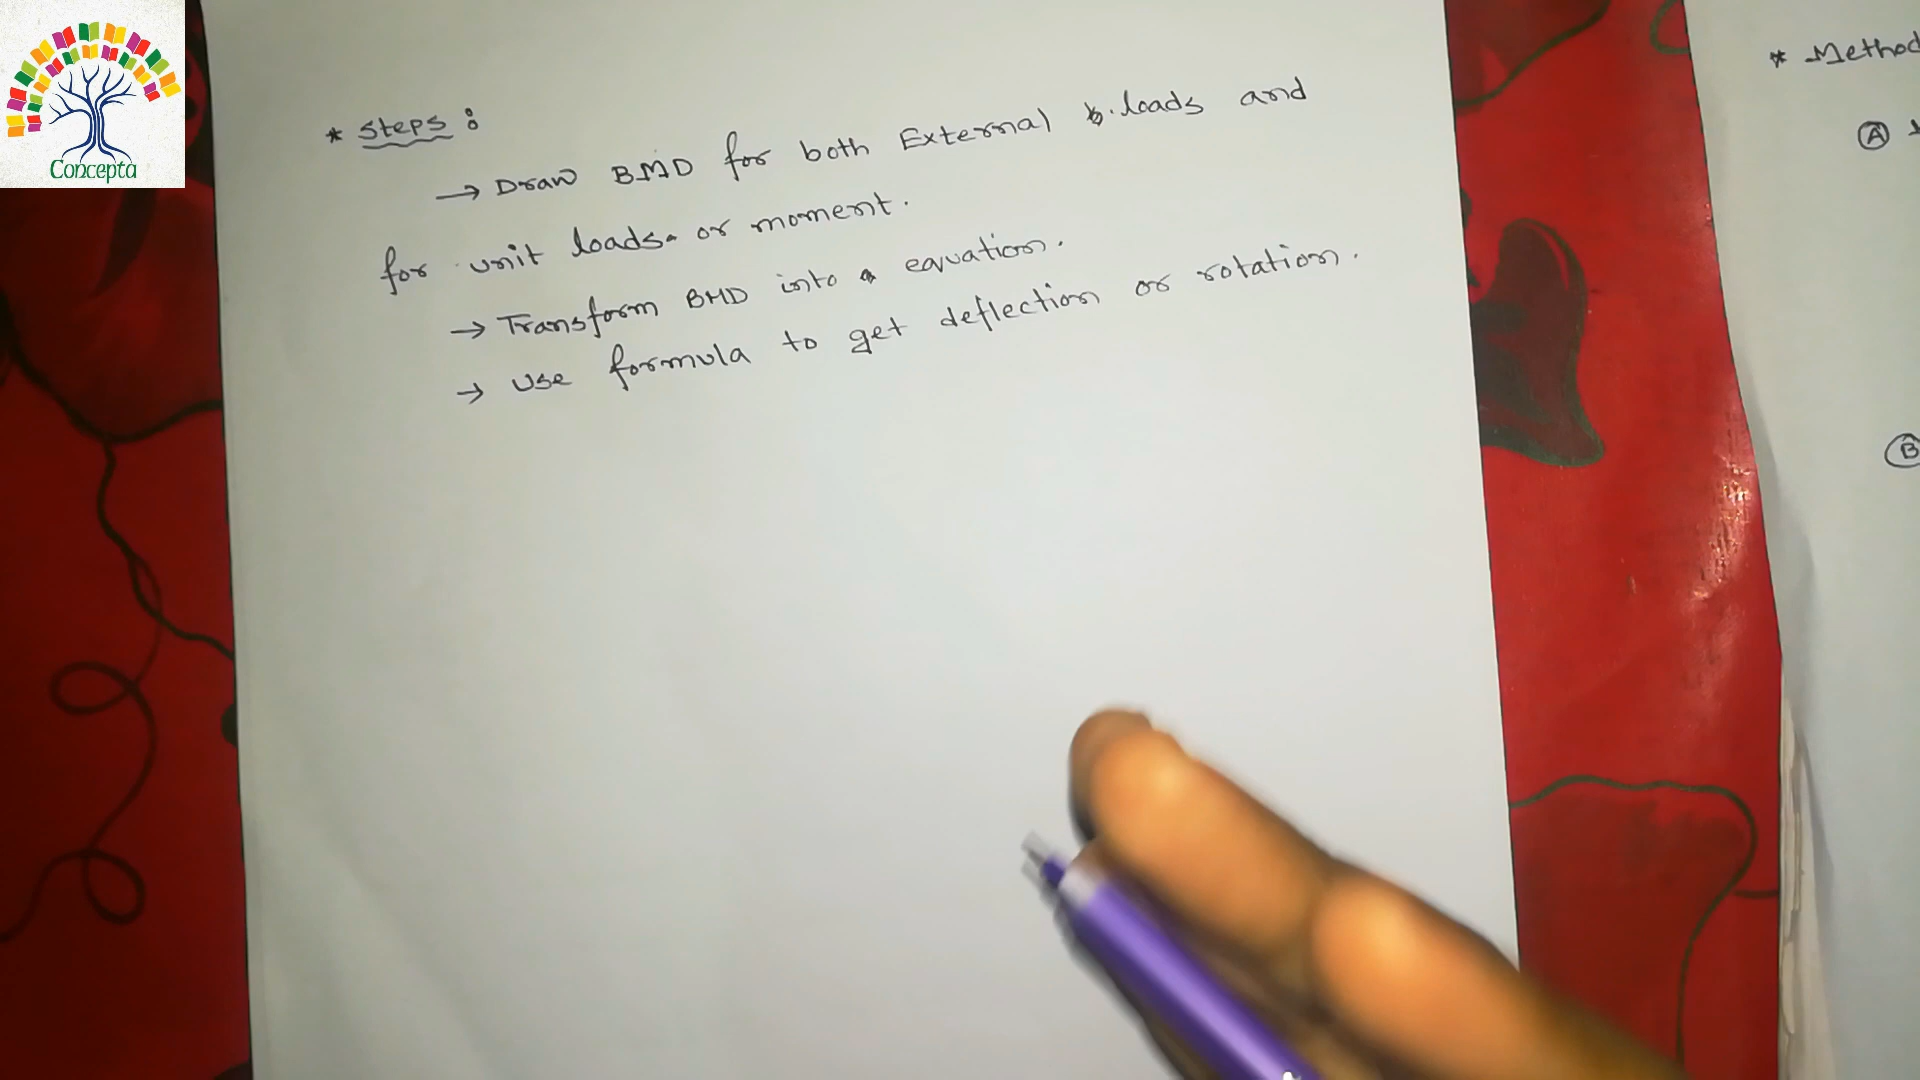 Concepta
* Steps :
→ Draw BMD for both External loads and
for unit loads or moment.
→ Transform BMD into equation.
→ Use formula to get deflection or rotation.
* Method
A
B